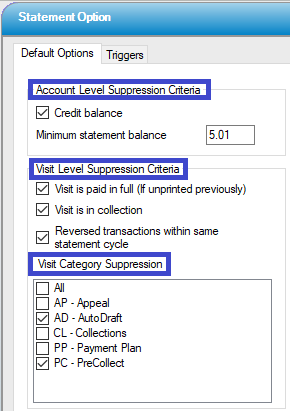 Statement Option
Default Options
Triggers
Account Level Suppression Criteria
Credit balance
Minimum statement balance 5.01
Visit Level Suppression Criteria
Visit is paid in full (If unprinted previously)
Visit is in collection
Reversed transactions within same
statement cycle
Visit Category Suppression
All
AP - Appeal
AD - AutoDraft
CL - Collections
PP - Payment Plan
PC - PreCollect